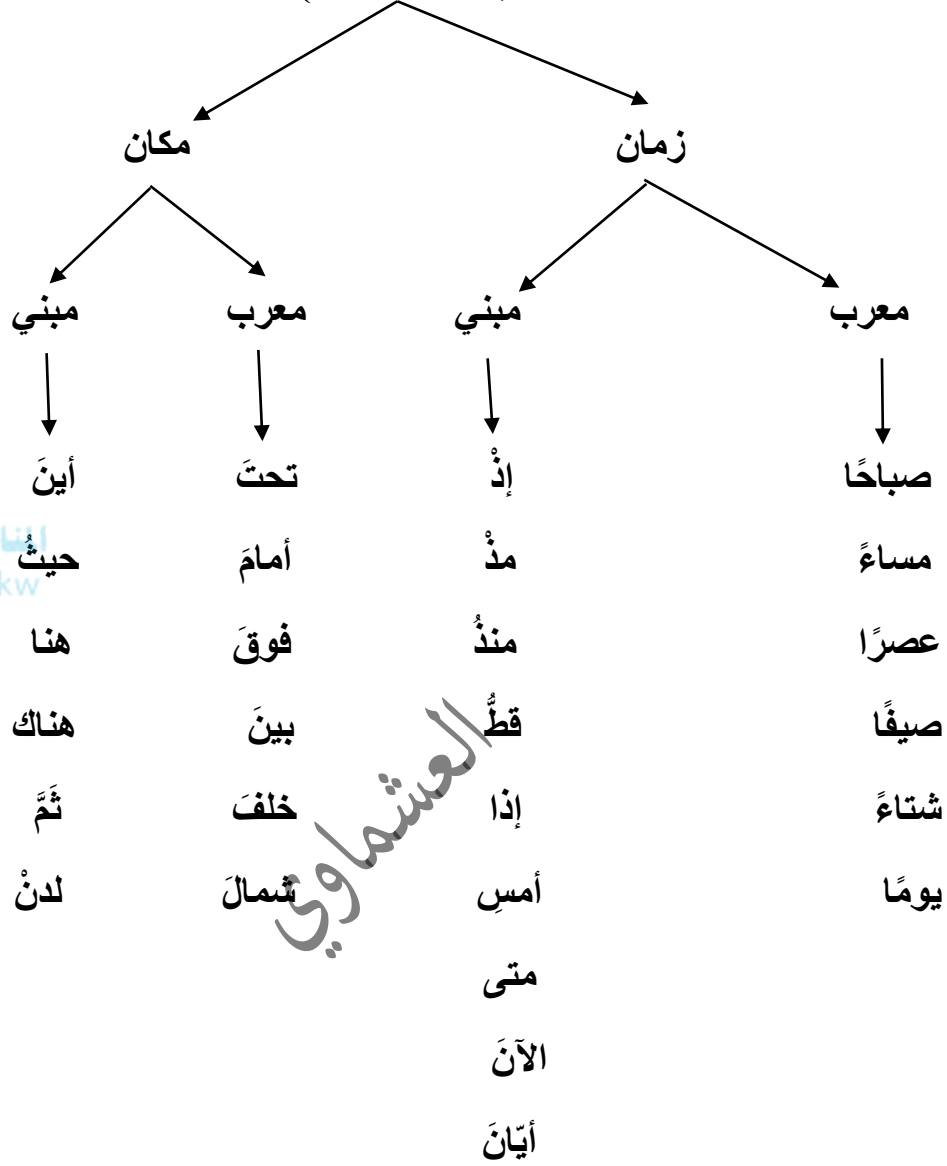 زمان مكان
معرب مبني معرب مبني
صباحًا إذْ تحتَ أينَ
مساءً مذْ أمامَ حيثُ
عصرًا منذُ فوقَ هنا
صيفًا قطُّ بينَ هناك
شتاءً إذا خلفَ ثَمَّ
يومًا أمسِ شمالَ لدنْ
متى
الآنَ
أيّانَ
العشماوي
kw